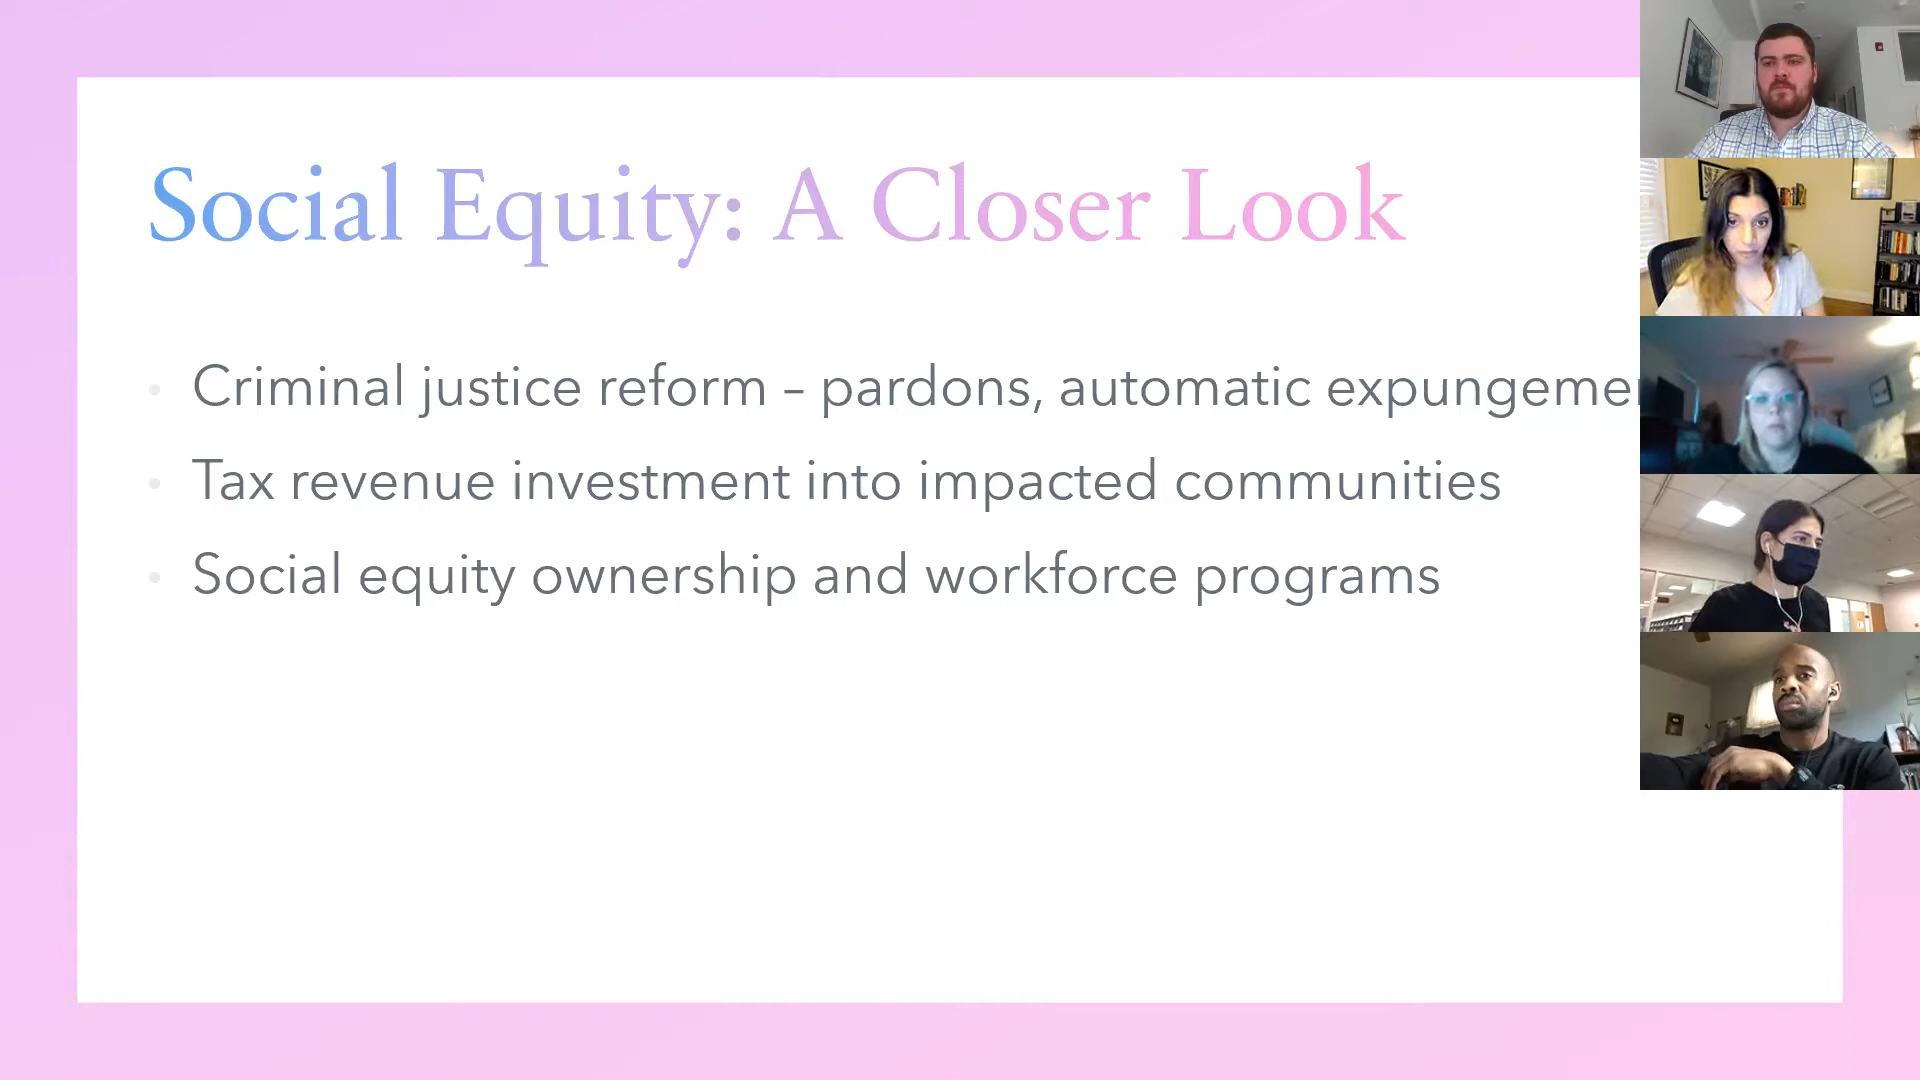 Social Equity: A Closer Look
• Criminal justice reform – pardons, automatic
• Tax revenue investment into impacted communities
• Social equity ownership and workforce programs